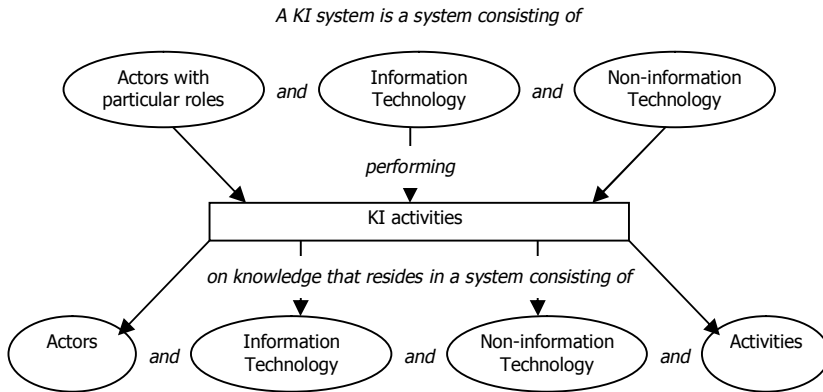 A KI system is a system consisting of
Actors with
particular roles
and
Information
Technology
and
Non-information
Technology
performing
KI activities
on knowledge that resides in a system consisting of
Actors
and
Information
Technology
and
Non-information
Technology
and
Activities